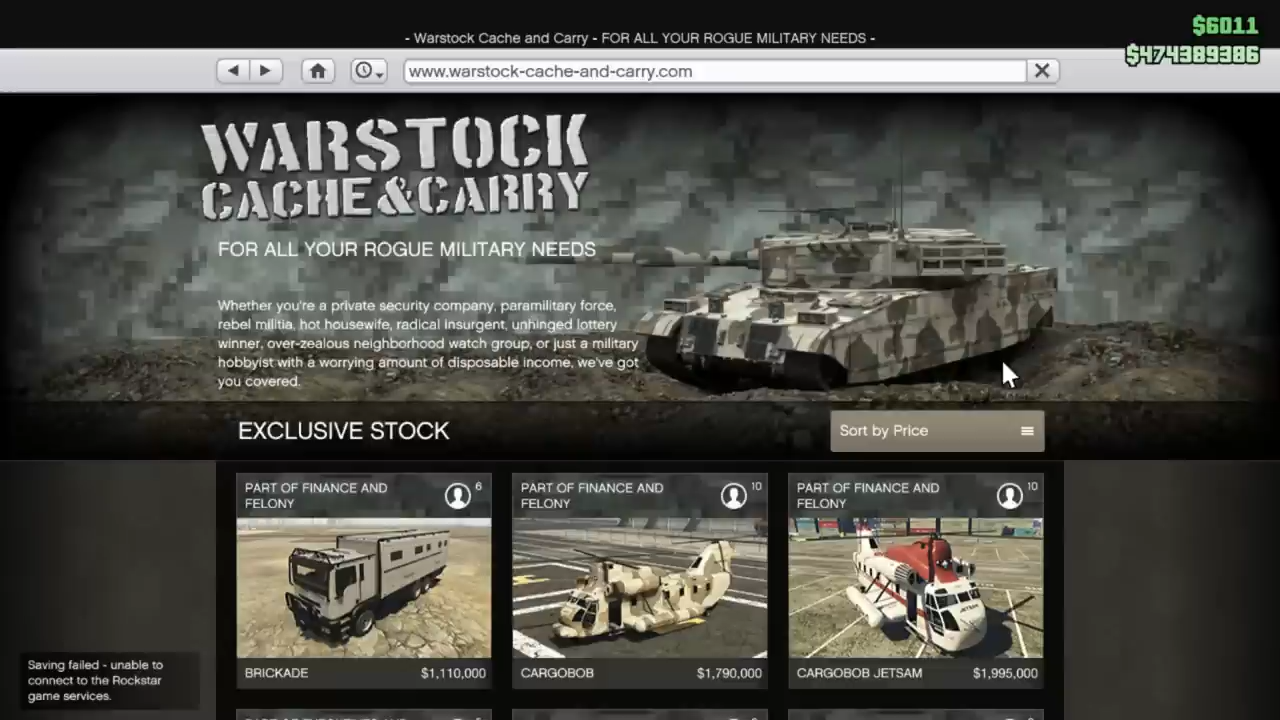 - Warstock Cache and Carry - FOR ALL YOUR ROGUE MILITARY NEEDS -
$6011
$474389386
www.warstock-cache-and-carry.com
WARSTOCK
CACHE&CARRY
FOR ALL YOUR ROGUE MILITARY NEEDS
Whether you're a private security company, paramilitary force,
rebel militia, hot housewife, radical insurgent, unhinged lottery
winner, over-zealous neighborhood watch group, or just a military
hobbyist with a worrying amount of disposable income, we've got
you covered.
EXCLUSIVE STOCK
Sort by Price
PART OF FINANCE AND
FELONY
6
PART OF FINANCE AND
FELONY
10
PART OF FINANCE AND
FELONY
10
JETSAM
BRICKADE $1,110,000
CARGOBOB $1,790,000
CARGOBOB JETSAM $1,995,000
Saving failed - unable to
connect to the Rockstar
game services.